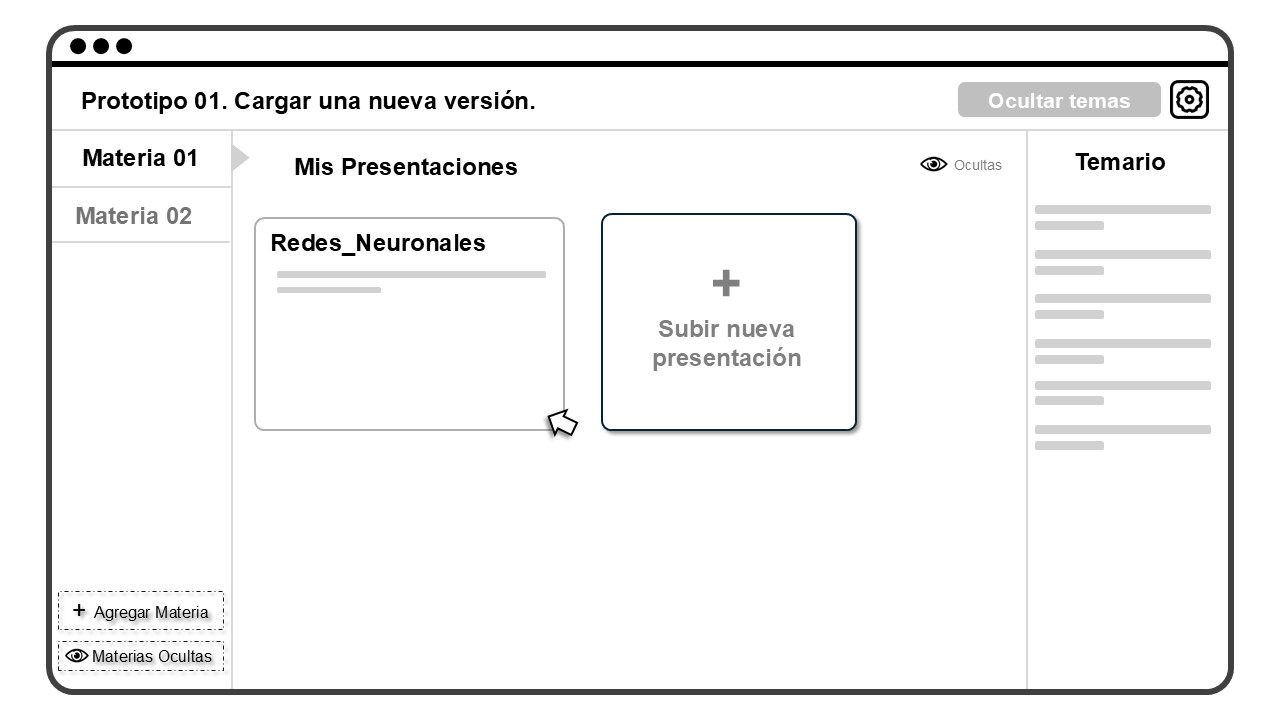 Prototipo 01. Cargar una nueva versión.
Ocultar temas
Materia 01
Materia 02
Mis Presentaciones
Ocultas
Temario
Redes_Neuronales
+
Subir nueva
presentación
+ Agregar Materia
Materias Ocultas